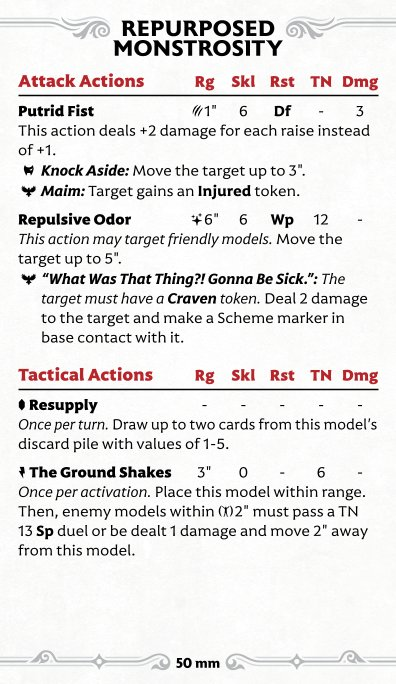 REPURPOSED
MONSTROSITY
Attack Actions Rg Skl Rst TN Dmg
Putrid Fist 1" 6 Df - 3
This action deals +2 damage for each raise instead
of +1.
Knock Aside: Move the target up to 3".
Maim: Target gains an Injured token.
Repulsive Odor 6" 6 Wp 12 -
This action may target friendly models. Move the
target up to 5".
“What Was That Thing?! Gonna Be Sick.”: The
target must have a Craven token. Deal 2 damage
to the target and make a Scheme marker in
base contact with it.
Tactical Actions Rg Skl Rst TN Dmg
Resupply - - - - -
Once per turn. Draw up to two cards from this model’s
discard pile with values of 1-5.
The Ground Shakes 3" 0 - 6 -
Once per activation. Place this model within range.
Then, enemy models within 2" must pass a TN
13 Sp duel or be dealt 1 damage and move 2" away
from this model.
50 mm